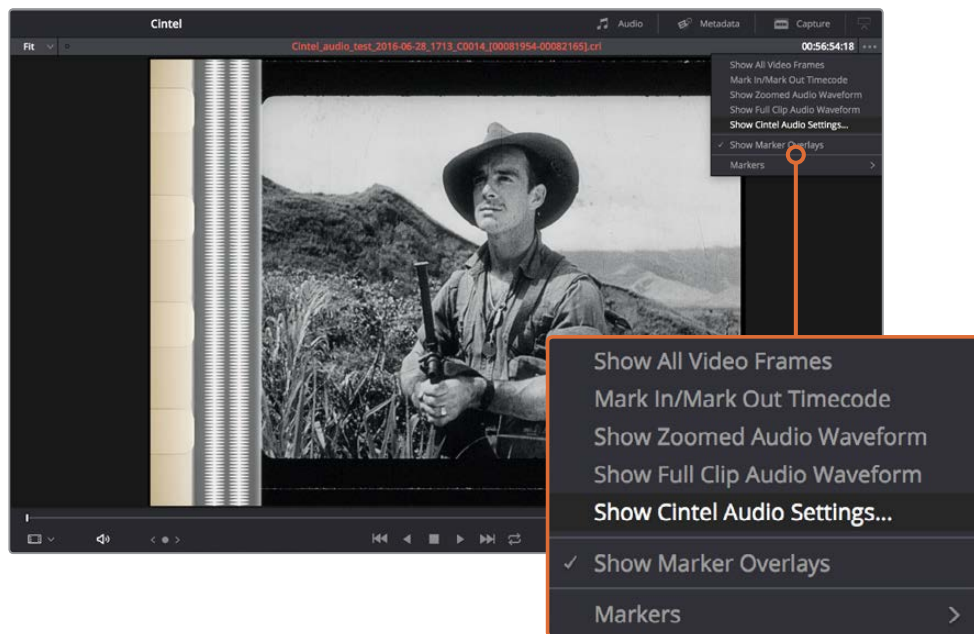 Cintel
Audio
Metadata
Capture
Fit
Cintel_audio_test_2016-06-28_1713_C0014_[00081954-00082165].crl
00:56:54:18
Show All Video Frames
Mark In/Mark Out Timecode
Show Zoomed Audio Waveform
Show Full Clip Audio Waveform
Show Cintel Audio Settings...
Show Marker Overlays
Markers
Show All Video Frames
Mark In/Mark Out Timecode
Show Zoomed Audio Waveform
Show Full Clip Audio Waveform
Show Cintel Audio Settings...
Show Marker Overlays
Markers